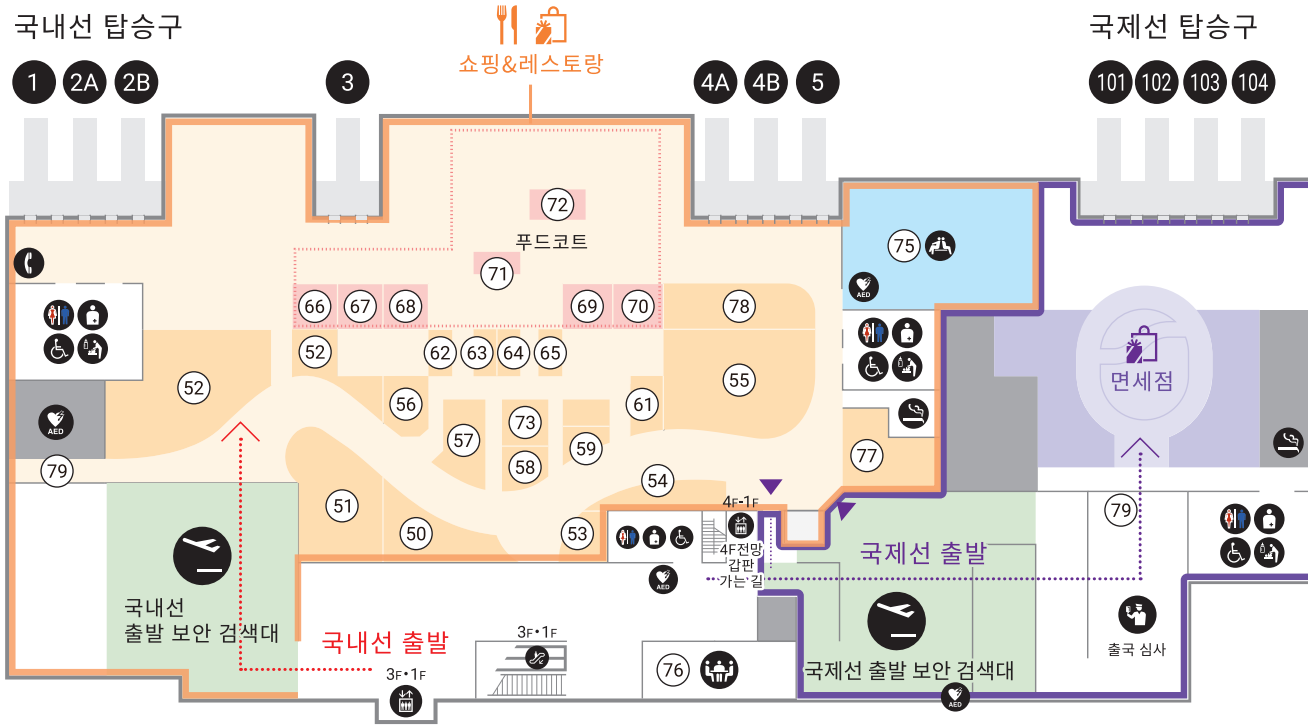 국내선 탑승구
쇼핑&레스토랑
국제선 탑승구
1
2A
2B
3
4A
4B
5
101
102
103
104
72
푸드코트
71
75
AED
66
67
68
69
70
78
52
62
63
64
65
52
56
61
55
면세점
AED
57
73
58
59
77
79
54
51
50
53
4F-1F
79
4F전망
갑판
가는 길
AED
국제선 출발
국내선
출발 보안 검색대
국내선 출발
3F·1F
3F·1F
76
국제선 출발 보안 검색대
출국 심사
AED